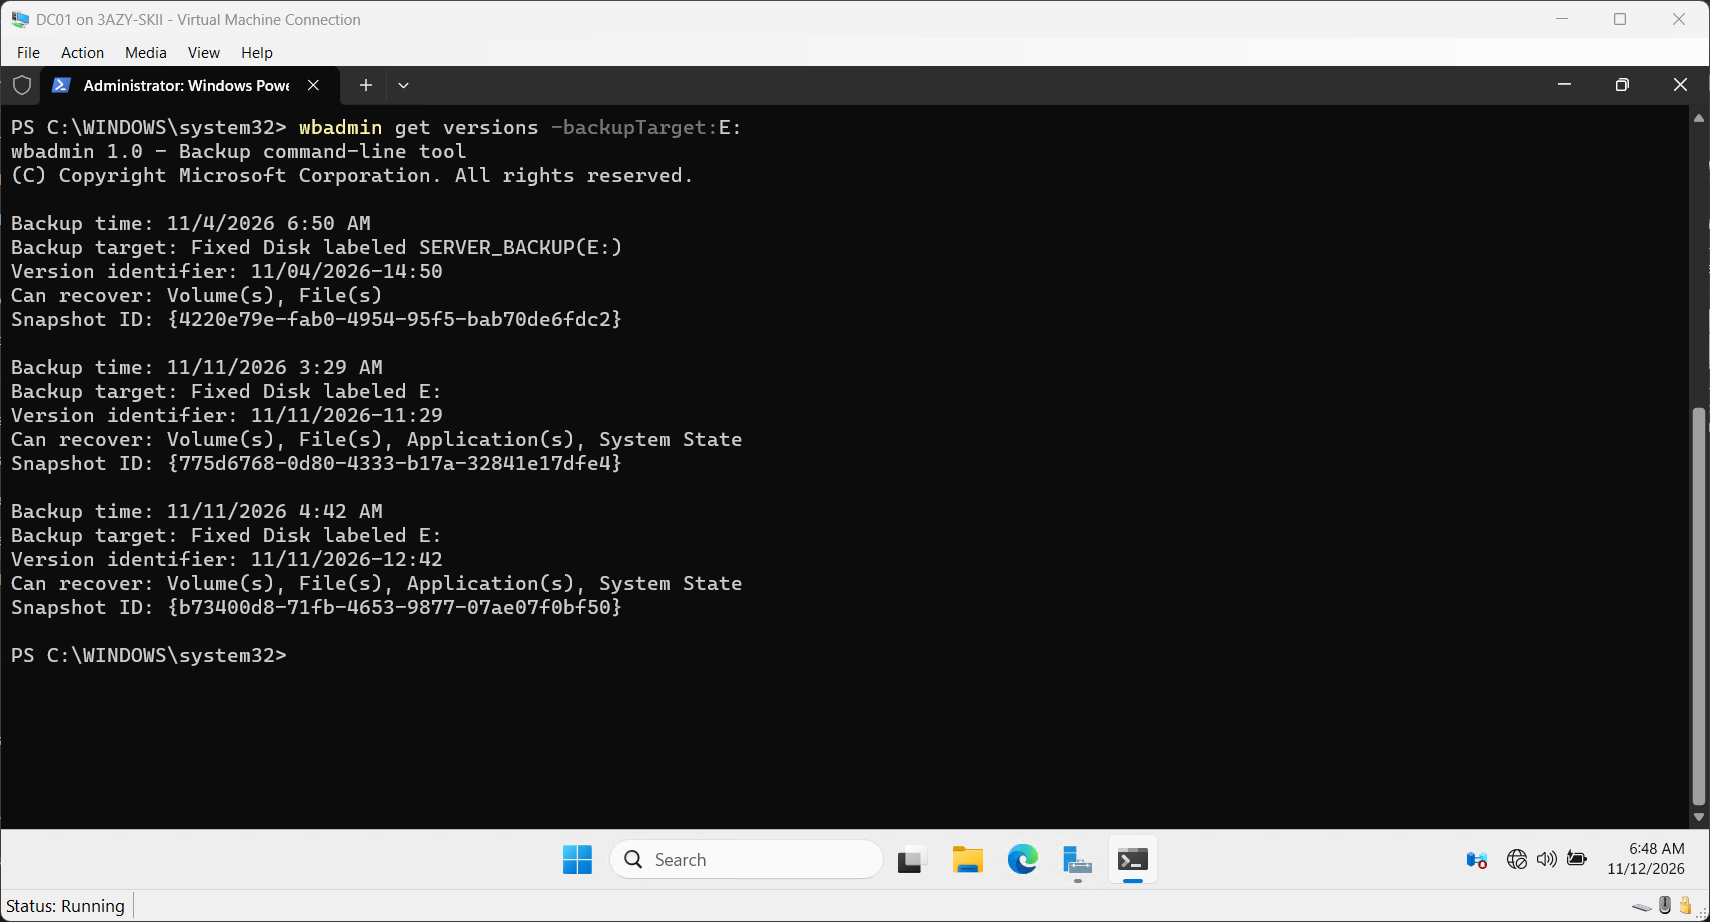 DC01 on 3AZY-SKII - Virtual Machine Connection
File Action Media View Help
Administrator: Windows Powe
PS C:\WINDOWS\system32> wbadmin get versions -backupTarget:E:
wbadmin 1.0 - Backup command-line tool
(C) Copyright Microsoft Corporation. All rights reserved.
Backup time: 11/4/2026 6:50 AM
Backup target: Fixed Disk labeled SERVER_BACKUP(E:)
Version identifier: 11/04/2026-14:50
Can recover: Volume(s), File(s)
Snapshot ID: {4220e79e-fab0-4954-95f5-bab70de6fdc2}
Backup time: 11/11/2026 3:29 AM
Backup target: Fixed Disk labeled E:
Version identifier: 11/11/2026-11:29
Can recover: Volume(s), File(s), Application(s), System State
Snapshot ID: {775d6768-0d80-4333-b17a-32841e17dfe4}
Backup time: 11/11/2026 4:42 AM
Backup target: Fixed Disk labeled E:
Version identifier: 11/11/2026-12:42
Can recover: Volume(s), File(s), Application(s), System State
Snapshot ID: {b73400d8-71fb-4653-9877-07ae07f0bf50}
PS C:\WINDOWS\system32>
Search
6:48 AM
11/12/2026
Status: Running